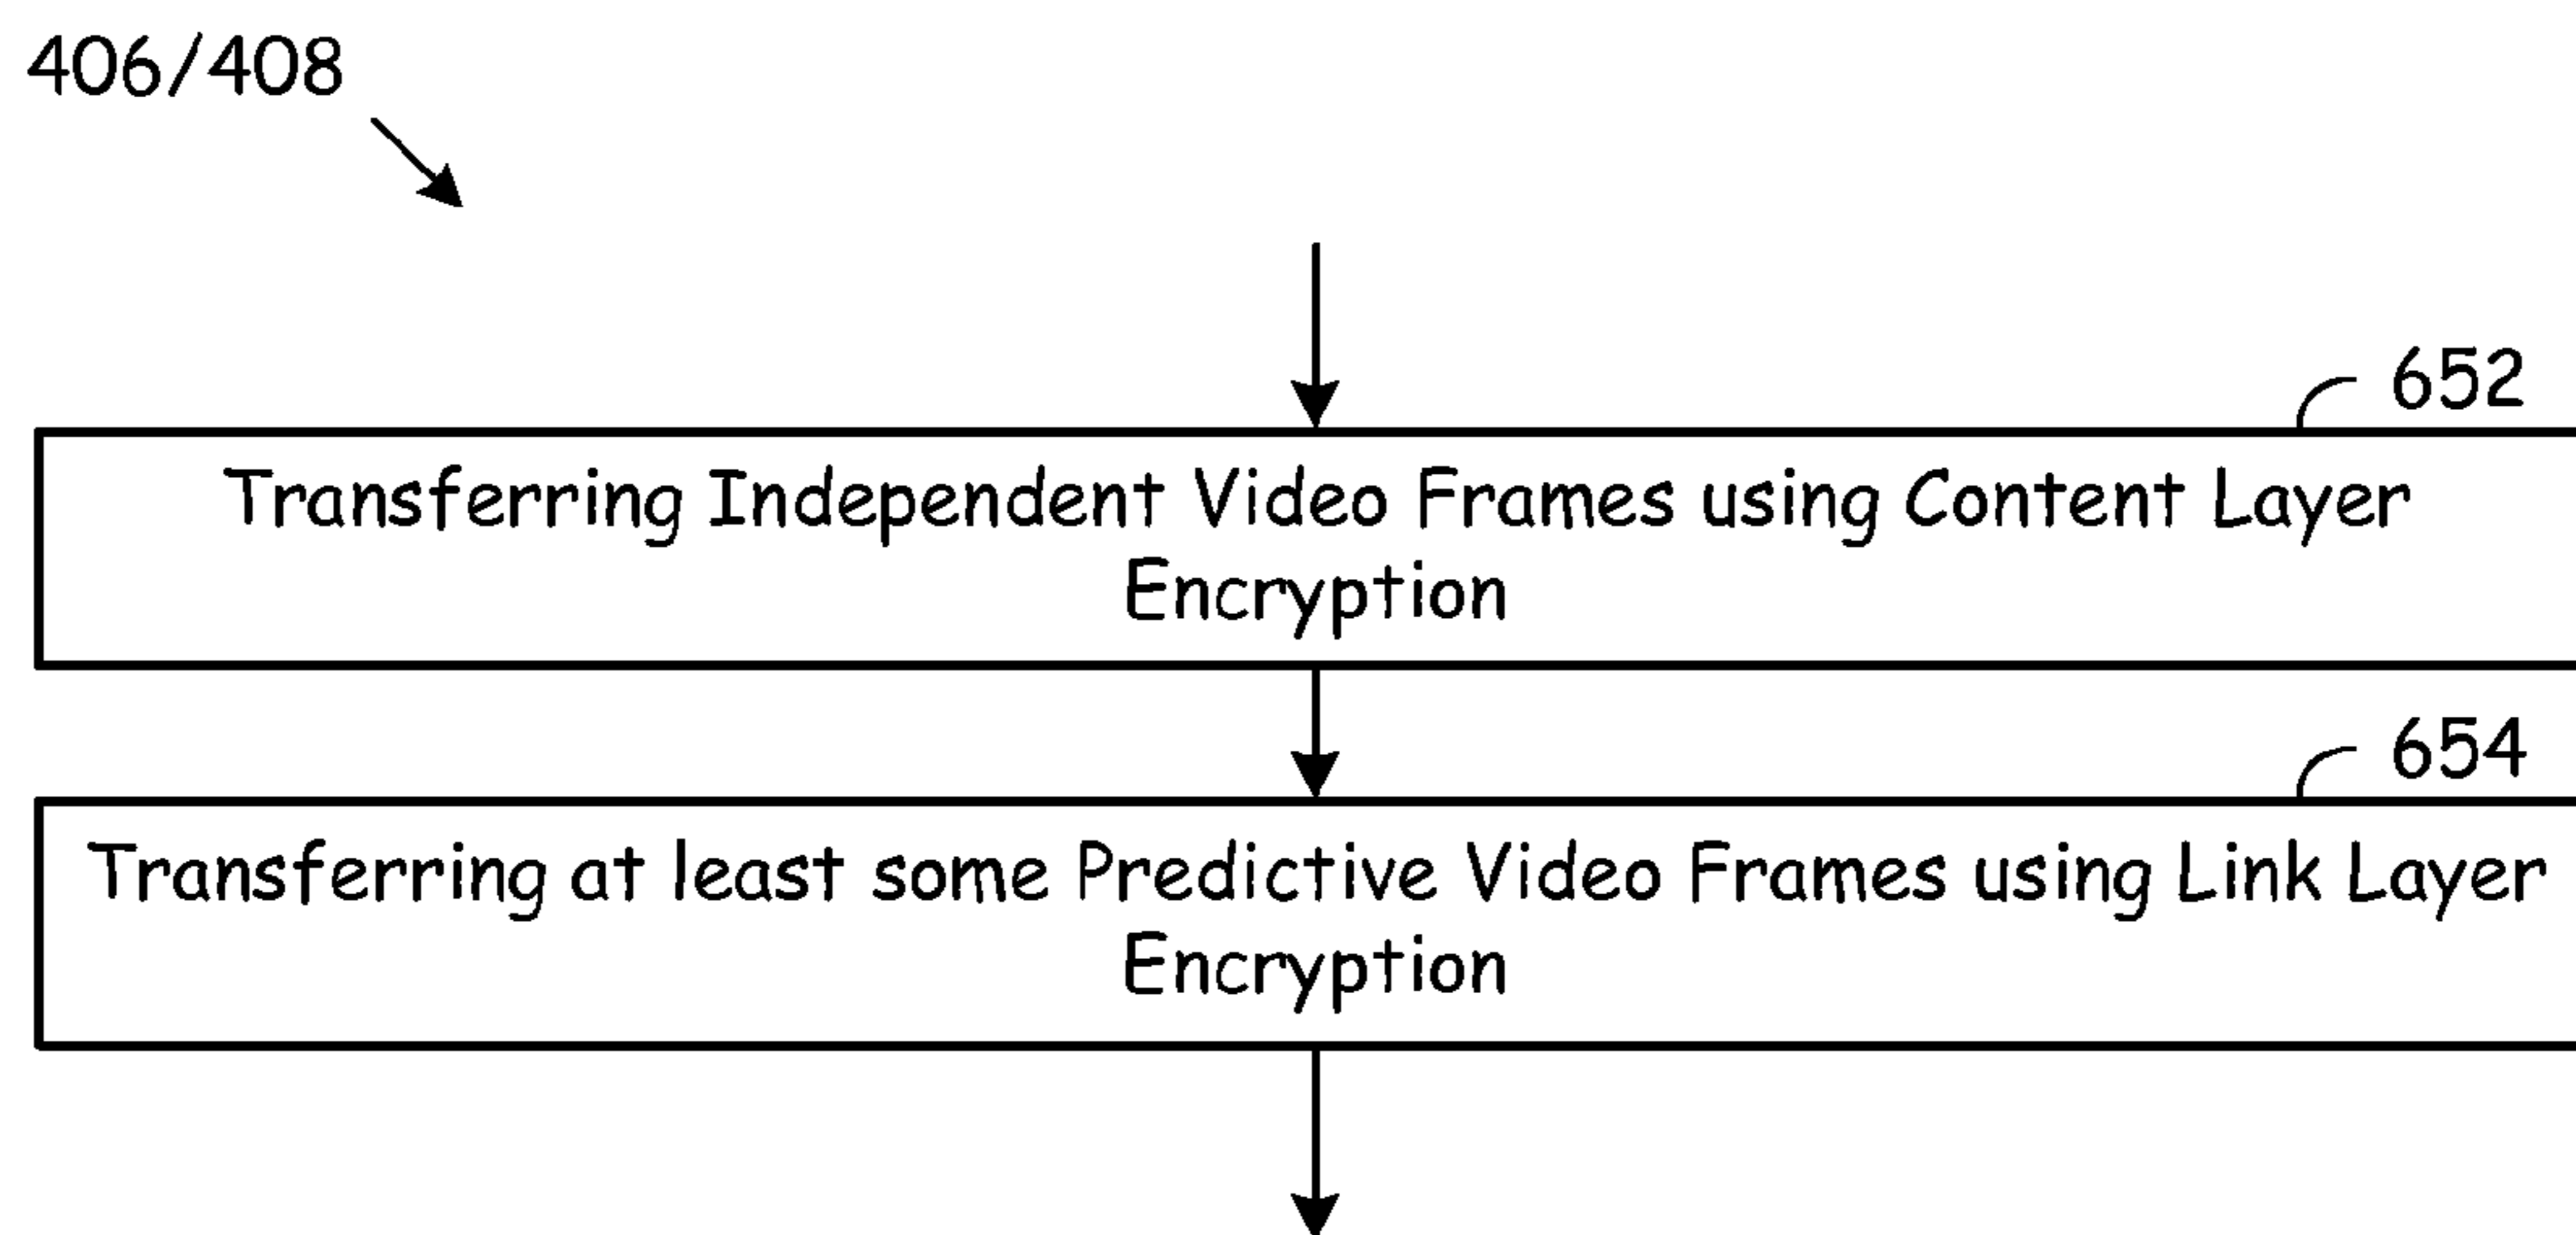 406/408
652
Transferring Independent Video Frames using Content Layer
Encryption
654
Transferring at least some Predictive Video Frames using Link Layer
Encryption